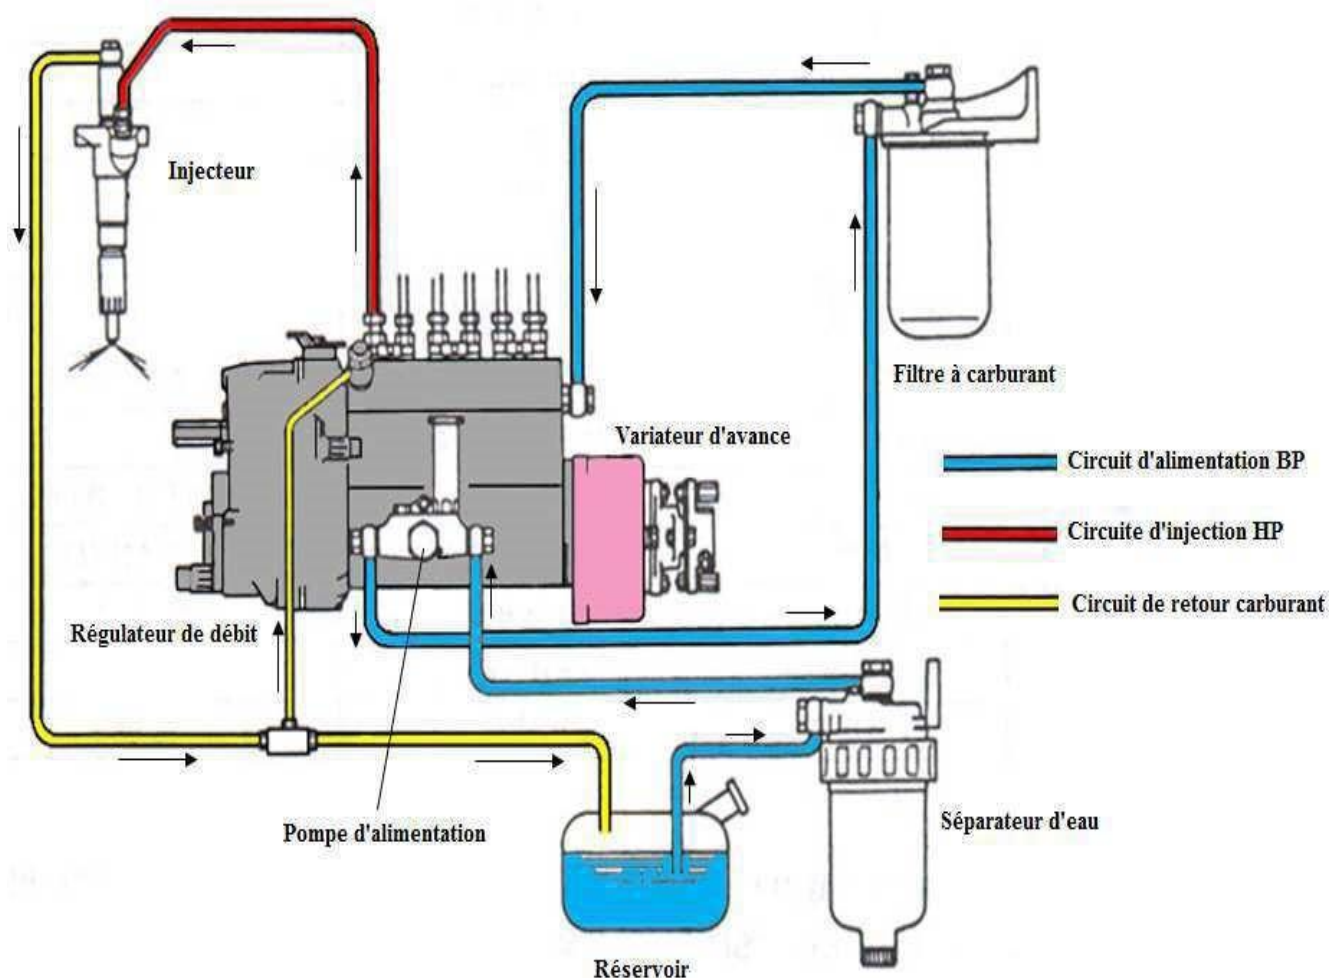 Injecteur
Filtre à carburant
Variateur d'avance
Circuit d'alimentation BP
Circuite d'injection HP
Circuit de retour carburant
Régulateur de débit
Pompe d'alimentation
Séparateur d'eau
Réservoir